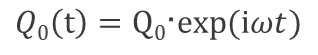 Q₀(t) = Q₀·exp(iωt)